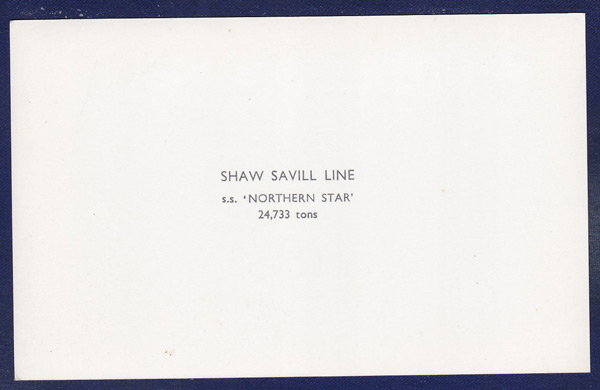 SHAW SAVILL LINE
s.s. ‘NORTHERN STAR’
24,733 tons